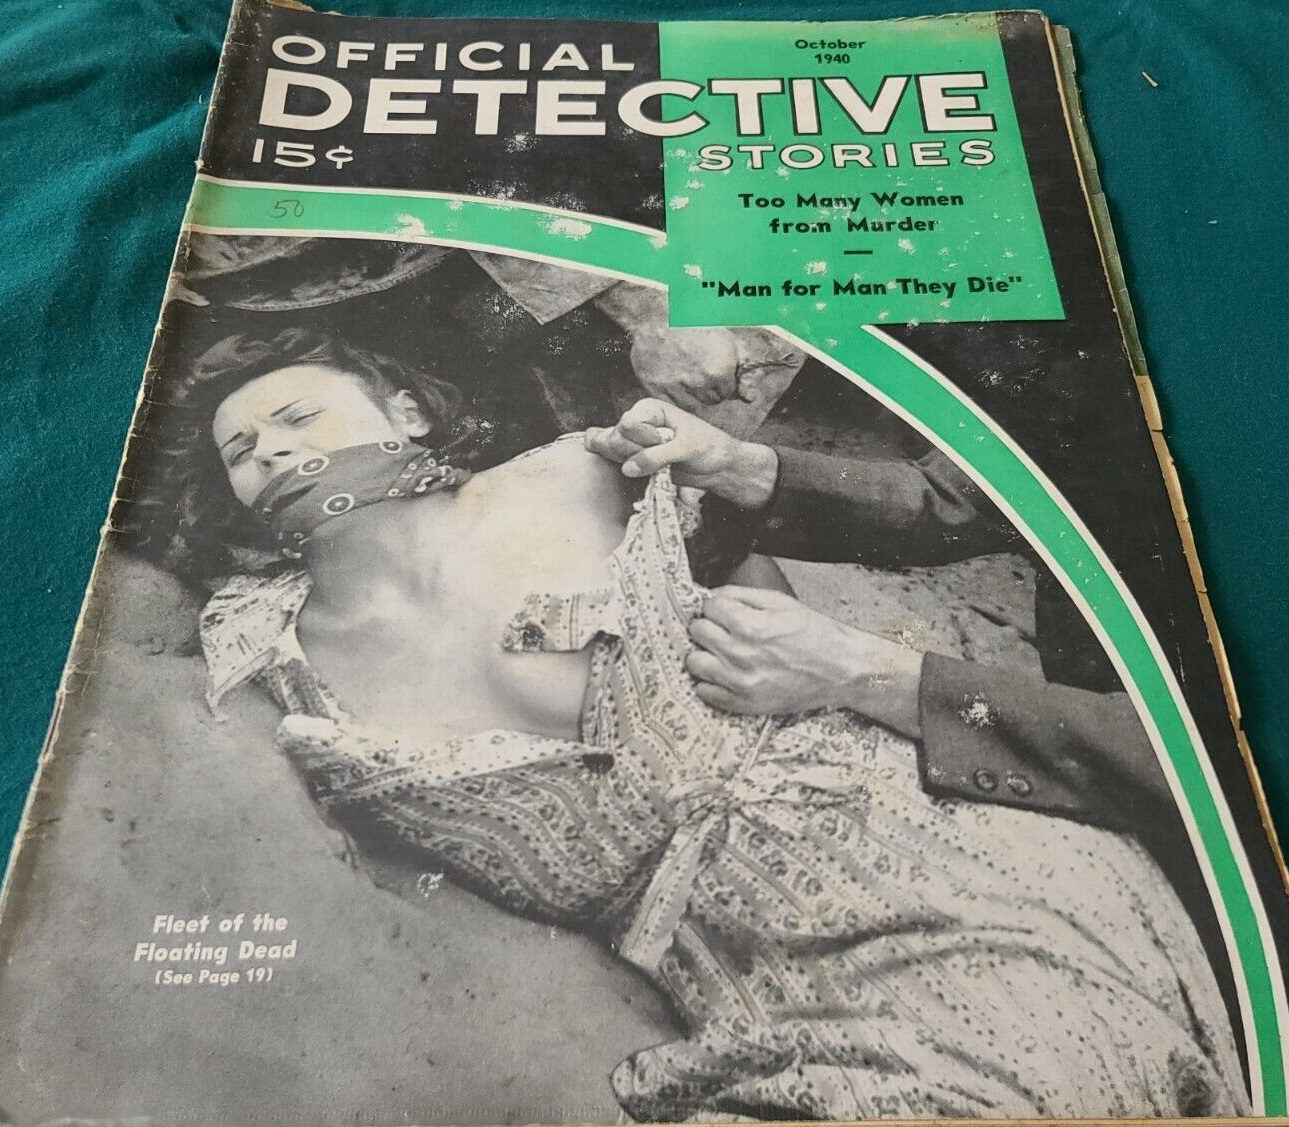 OFFICIAL
DETECTIVE
STORIES
15¢
October
1940
Too Many Women
from Murder
—
"Man for Man They Die"
50
Fleet of the
Floating Dead
(See Page 19)